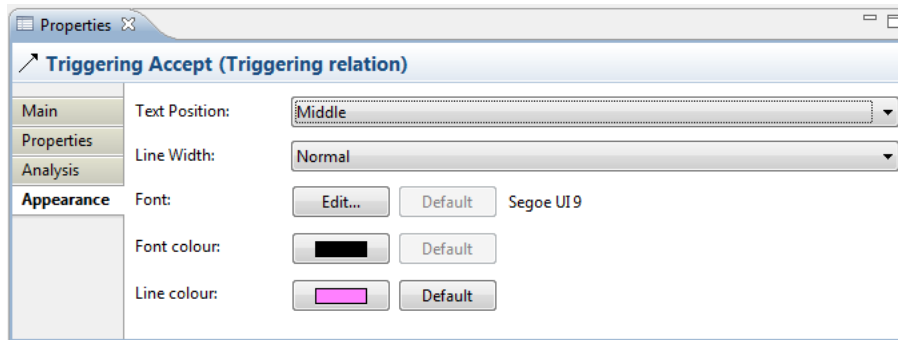 Properties
Triggering Accept (Triggering relation)
Main
Properties
Analysis
Appearance
Text Position: Middle
Line Width: Normal
Font: Edit... Default Segoe UI 9
Font colour: Default
Line colour: Default